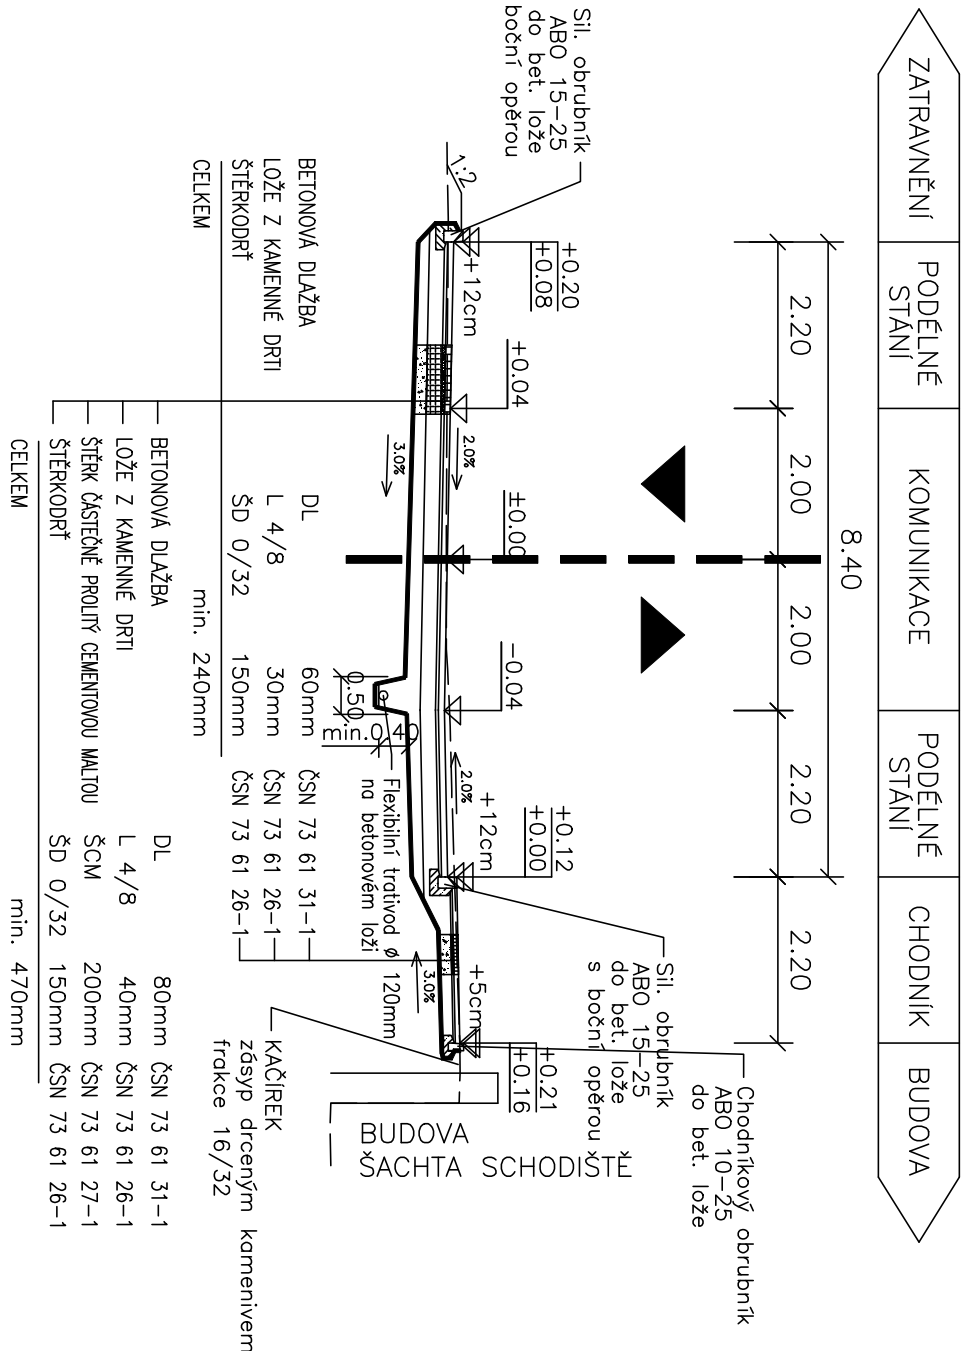 ZATRAVNĚNÍ
PODÉLNÉ
STÁNÍ
KOMUNIKACE
PODÉLNÉ
STÁNÍ
CHODNÍK
BUDOVA
8.40
2.20
2.00
2.00
2.20
2.20
Sil. obrubník
ABO 15-25
do bet. lože
boční opěrou
1:2
+0.20
+0.08
+12cm
+0.04
±0.00
-0.04
+0.12
+0.00
+12cm
+0.21
+0.16
+5cm
2.0%
3.0%
2.0%
3.0%
Chodníkový obrubník
ABO 10-25
do bet. lože
Sil. obrubník
ABO 15-25
do bet. lože
s boční opěrou
BUDOVA
ŠACHTA SCHODIŠTĚ
0.50
min.0.40
Flexibilní trativod ø 120mm
na betonovém loži
KAČÍREK
zásyp drceným kamenivem
frakce 16/32
BETONOVÁ DLAŽBA DL 60mm ČSN 73 61 31-1
LOŽE Z KAMENNÉ DRTI L 4/8 30mm ČSN 73 61 26-1
ŠTĚRKODRŤ ŠD 0/32 150mm ČSN 73 61 26-1
CELKEM min. 240mm
BETONOVÁ DLAŽBA DL 80mm ČSN 73 61 31-1
LOŽE Z KAMENNÉ DRTI L 4/8 40mm ČSN 73 61 26-1
ŠTĚRK ČÁSTEČNĚ PROLITÝ CEMENTOVOU MALTOU ŠCM 200mm ČSN 73 61 27-1
ŠTĚRKODRŤ ŠD 0/32 150mm ČSN 73 61 26-1
CELKEM min. 470mm